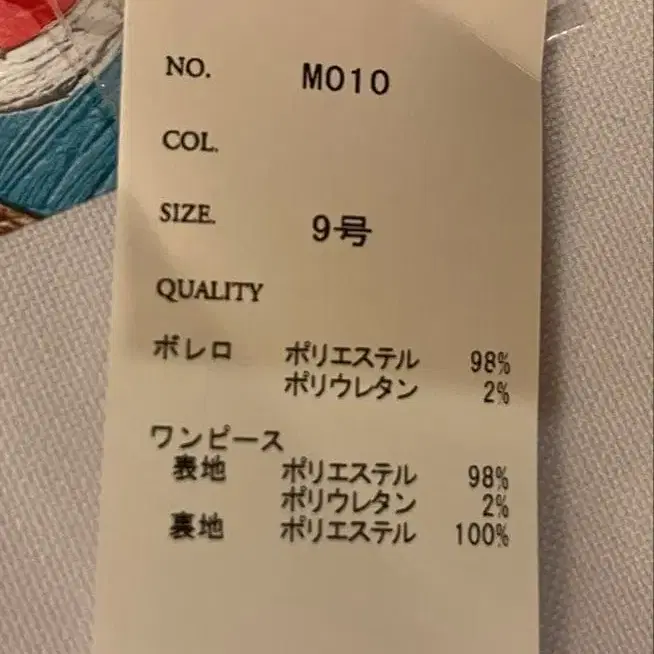 NO. M010
COL.
SIZE. 9号
QUALITY
ボレロ ポリエステル 98%
ポリウレタン 2%
ワンピース
表地 ポリエステル 98%
ポリウレタン 2%
裏地 ポリエステル 100%